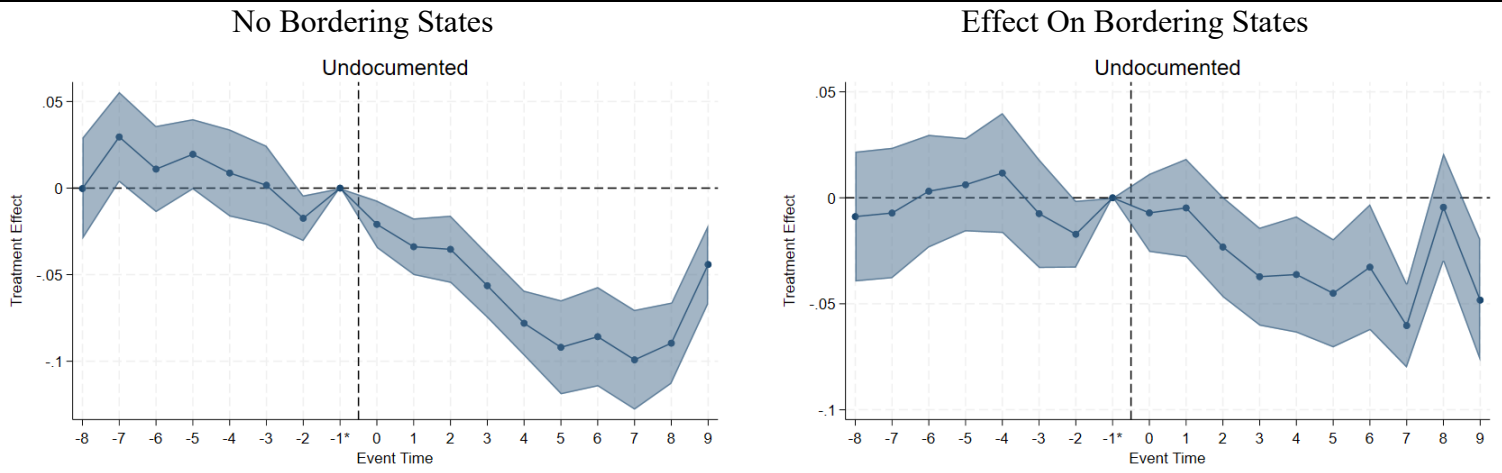 No Bordering States
Undocumented
Treatment Effect
.05
0
-.05
-.1
-8 -7 -6 -5 -4 -3 -2 -1* 0 1 2 3 4 5 6 7 8 9
Event Time
Effect On Bordering States
Undocumented
Treatment Effect
.05
0
-.05
-.1
-8 -7 -6 -5 -4 -3 -2 -1* 0 1 2 3 4 5 6 7 8 9
Event Time